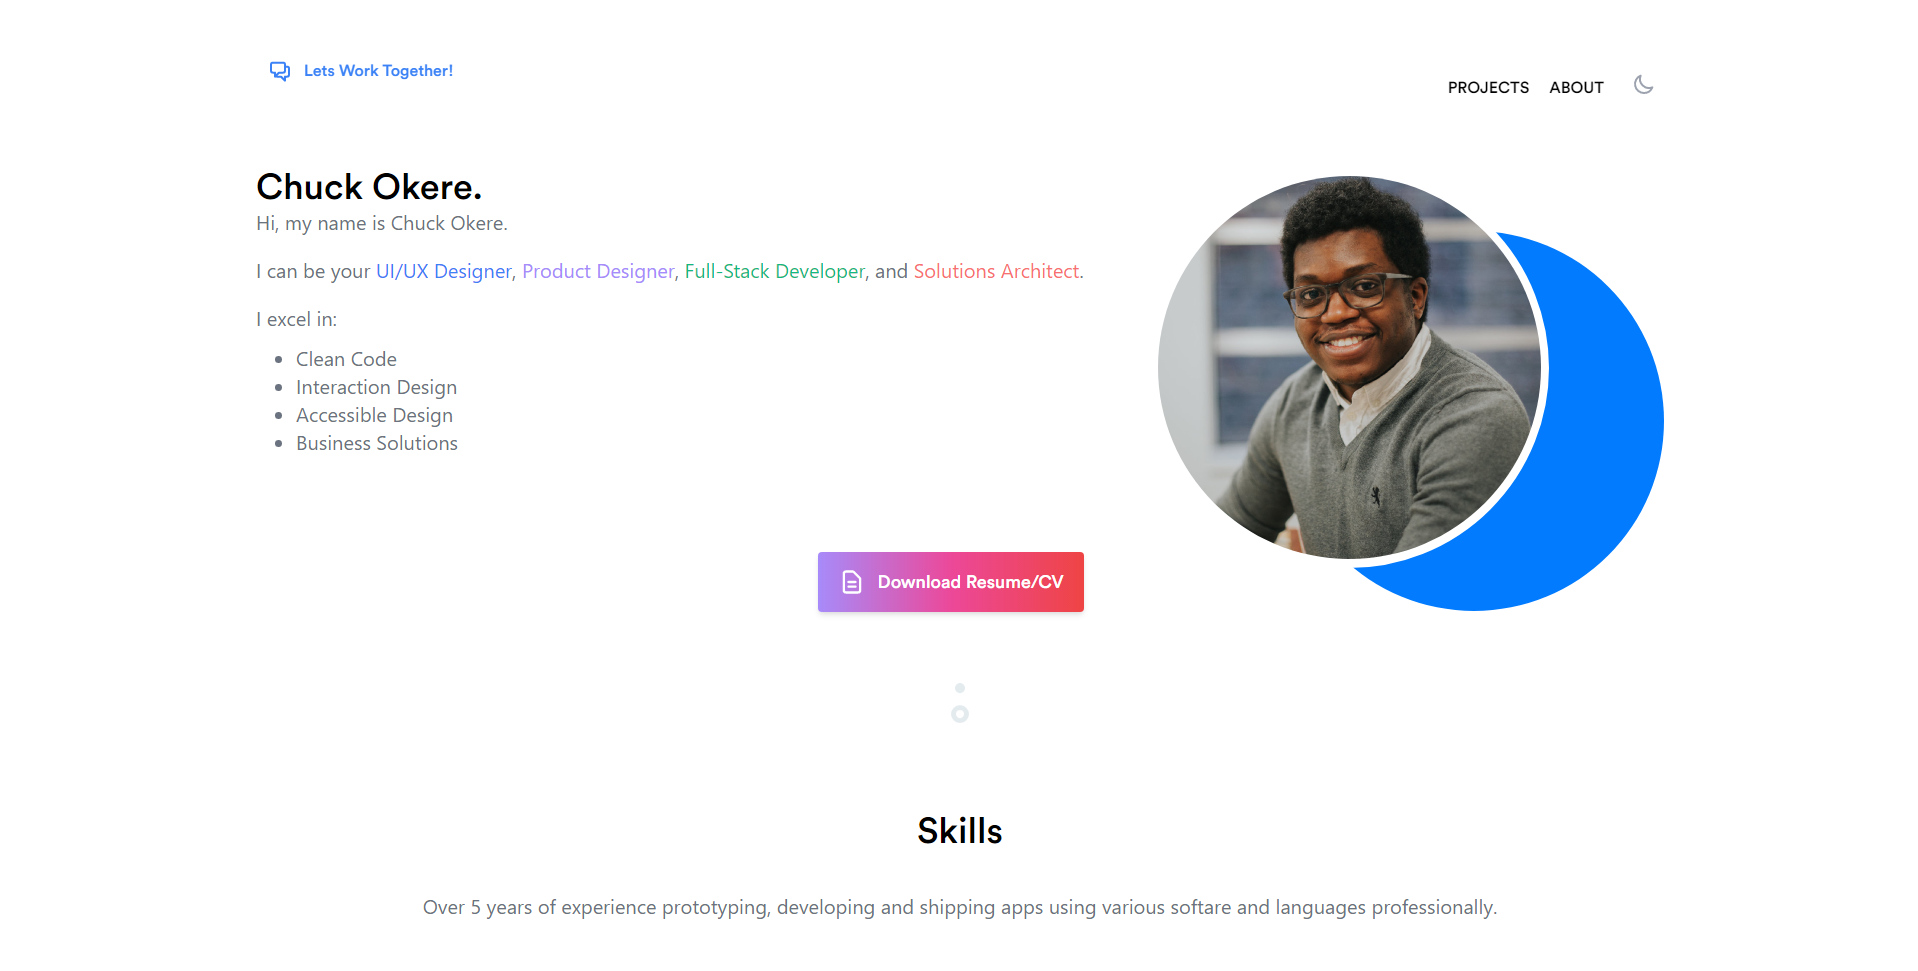 Lets Work Together!
PROJECTS ABOUT
Chuck Okere.
Hi, my name is Chuck Okere.
I can be your UI/UX Designer, Product Designer, Full-Stack Developer, and Solutions Architect.
I excel in:
Clean Code
Interaction Design
Accessible Design
Business Solutions
Download Resume/CV
Skills
Over 5 years of experience prototyping, developing and shipping apps using various softare and languages professionally.